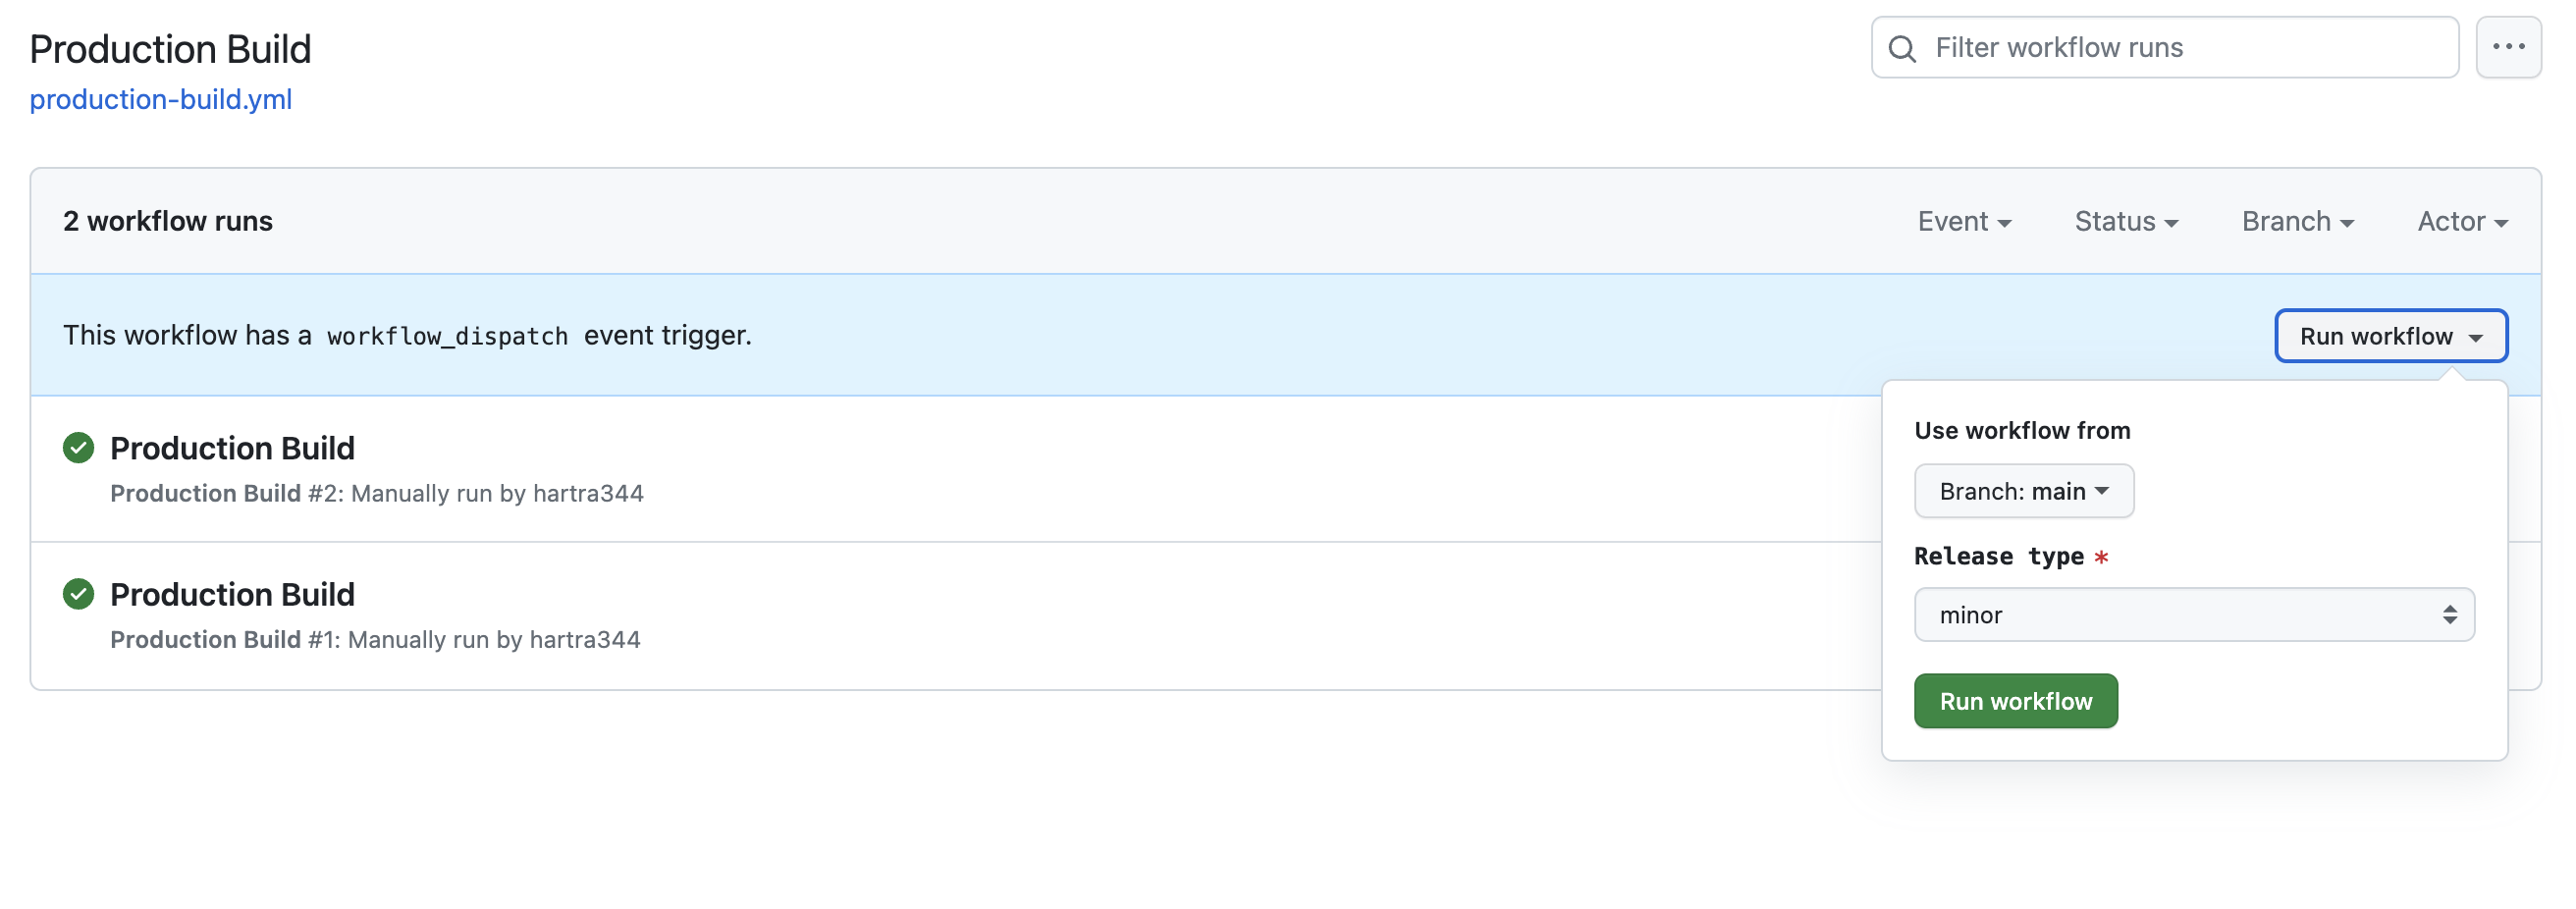 Production Build
Filter workflow runs
production-build.yml
2 workflow runs
Event
Status
Branch
Actor
This workflow has a workflow_dispatch event trigger.
Run workflow
Production Build
Production Build #2: Manually run by hartra344
Production Build
Production Build #1: Manually run by hartra344
Use workflow from
Branch: main
Release type *
minor
Run workflow